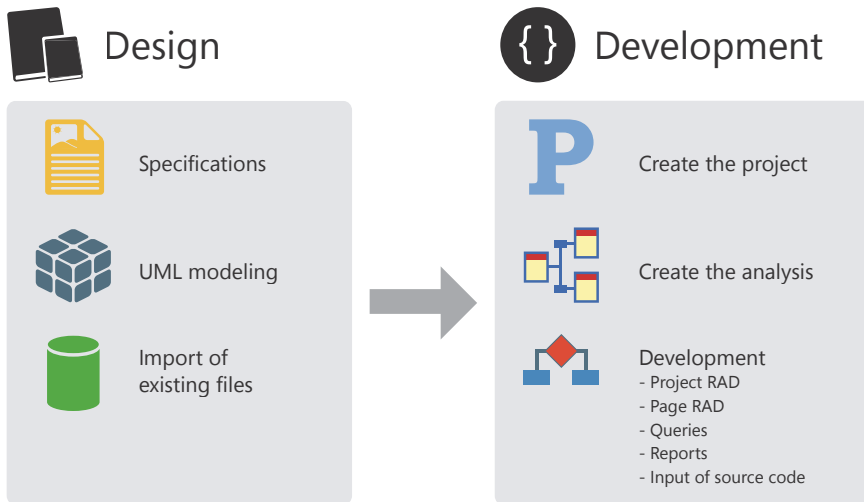 Design
Specifications
UML modeling
Import of
existing files
{ }
Development
P
Create the project
Create the analysis
Development
- Project RAD
- Page RAD
- Queries
- Reports
- Input of source code